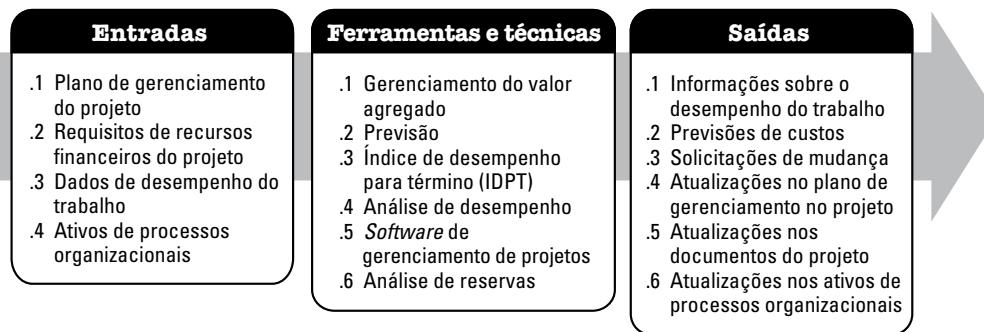 Entradas
.1 Plano de gerenciamento
do projeto
.2 Requisitos de recursos
financeiros do projeto
.3 Dados de desempenho do
trabalho
.4 Ativos de processos
organizacionais
Ferramentas e técnicas
.1 Gerenciamento do valor
agregado
.2 Previsão
.3 Índice de desempenho
para término (IDPT)
.4 Análise de desempenho
.5 Software de
gerenciamento de projetos
.6 Análise de reservas
Saídas
.1 Informações sobre o
desempenho do trabalho
.2 Previsões de custos
.3 Solicitações de mudança
.4 Atualizações no plano de
gerenciamento no projeto
.5 Atualizações nos
documentos do projeto
.6 Atualizações nos ativos de
processos organizacionais